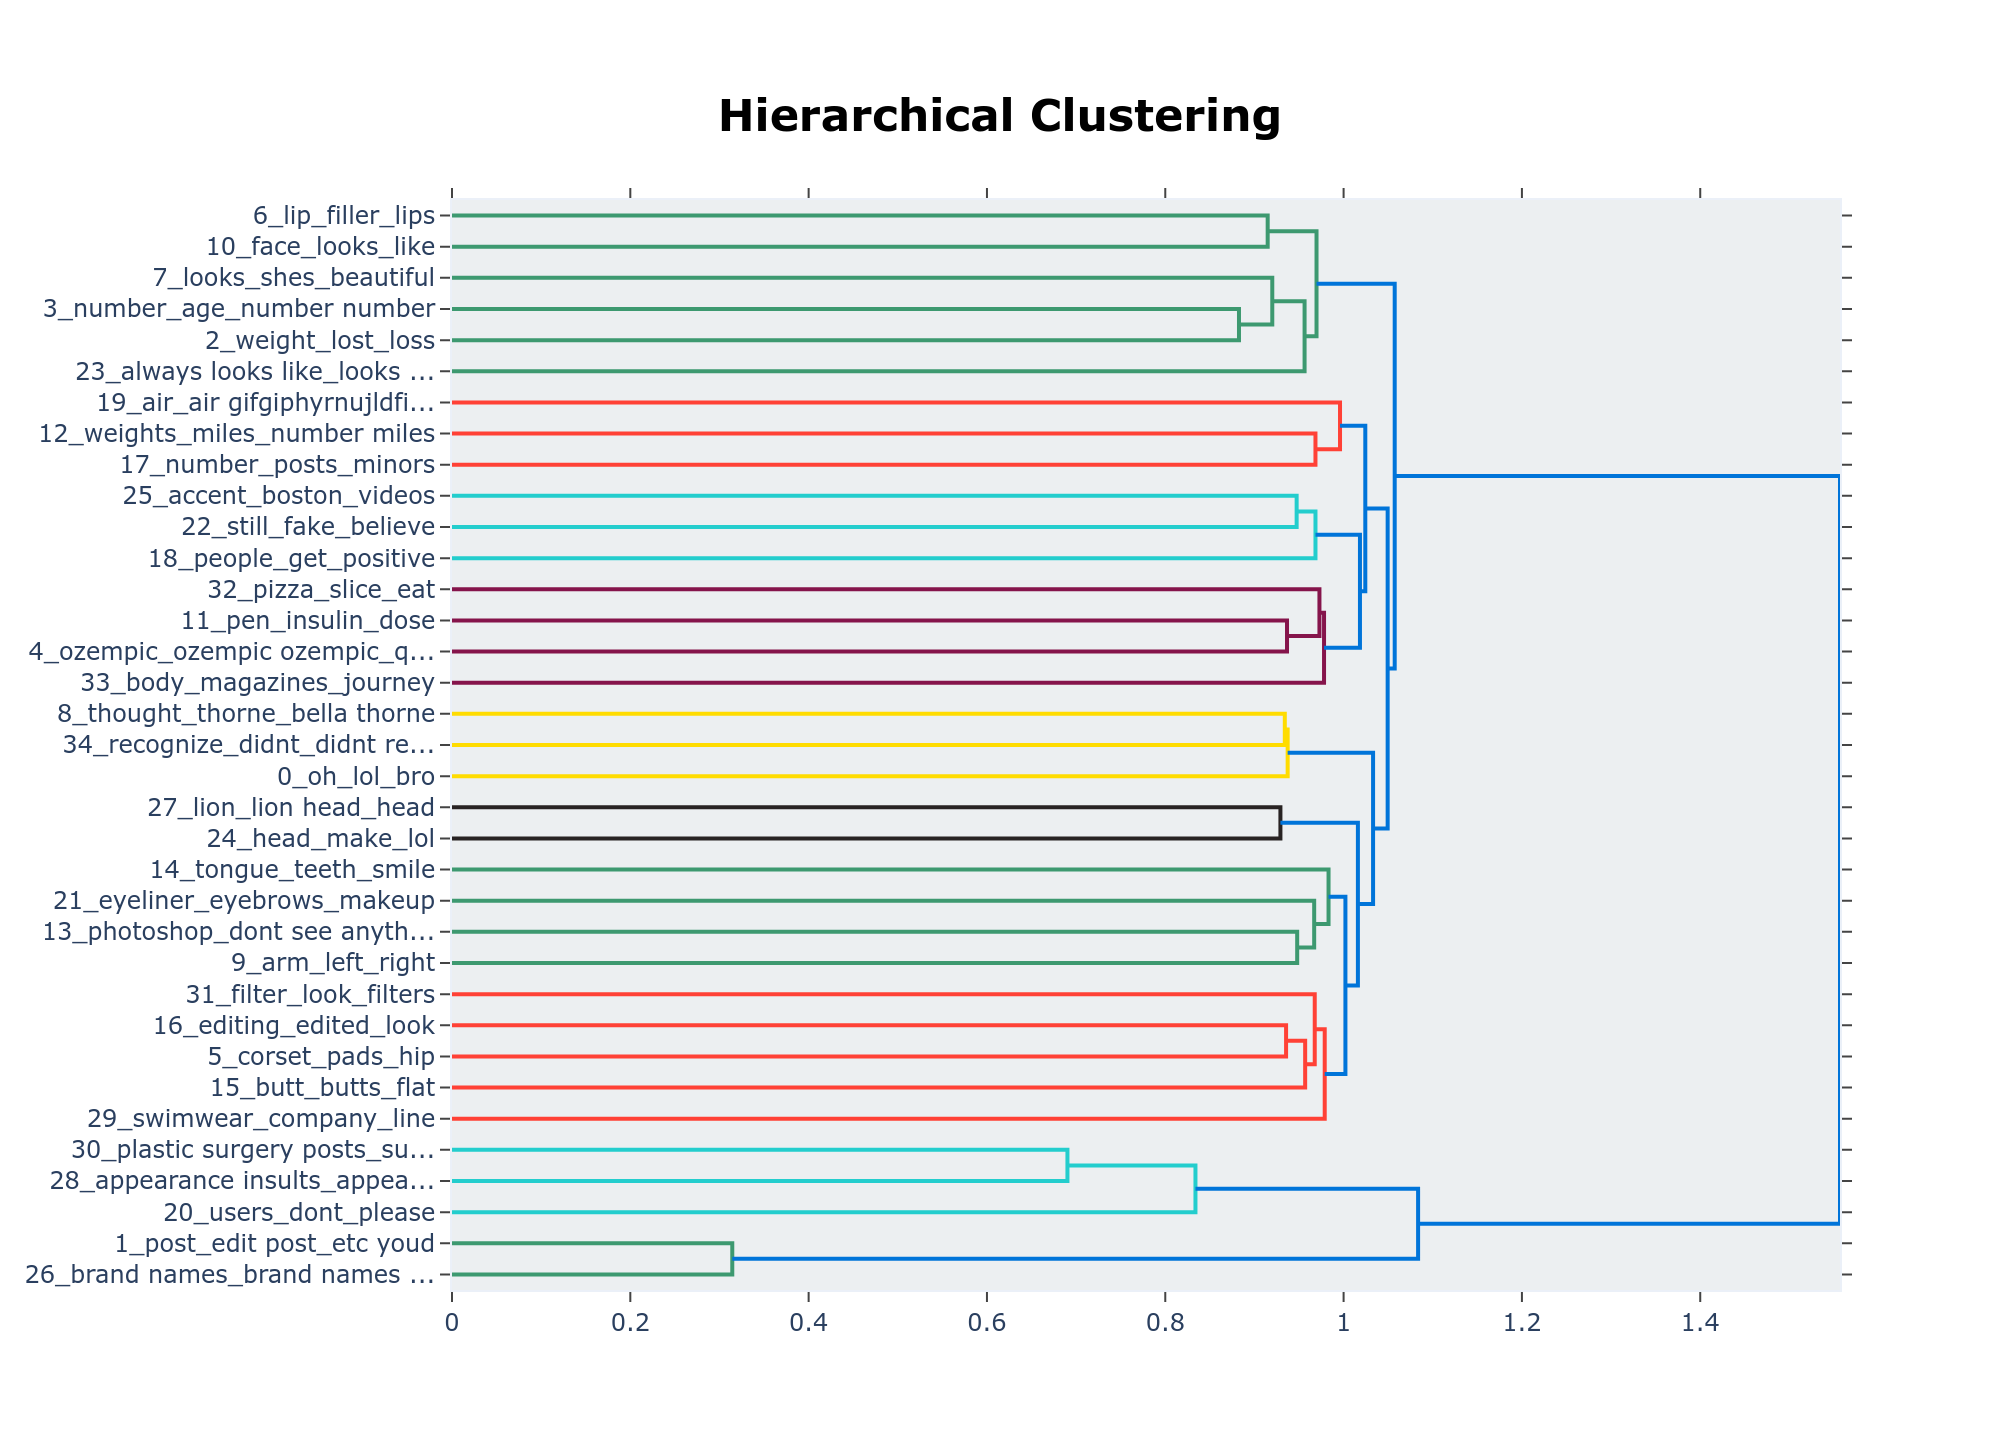 Hierarchical Clustering
6_lip_filler_lips
10_face_looks_like
7_looks_shes_beautiful
3_number_age_number number
2_weight_lost_loss
23_always looks like_looks ...
19_air_air gifgiphyrnujldfi...
12_weights_miles_number miles
17_number_posts_minors
25_accent_boston_videos
22_still_fake_believe
18_people_get_positive
32_pizza_slice_eat
11_pen_insulin_dose
4_ozempic_ozempic ozempic_q...
33_body_magazines_journey
8_thought_thorne_bella thorne
34_recognize_didnt_didnt re...
0_oh_lol_bro
27_lion_lion head_head
24_head_make_lol
14_tongue_teeth_smile
21_eyeliner_eyebrows_makeup
13_photoshop_dont see anyth...
9_arm_left_right
31_filter_look_filters
16_editing_edited_look
5_corset_pads_hip
15_butt_butts_flat
29_swimwear_company_line
30_plastic surgery posts_su...
28_appearance insults_appea...
20_users_dont_please
1_post_edit post_etc youd
26_brand names_brand names ...
0 0.2 0.4 0.6 0.8 1 1.2 1.4